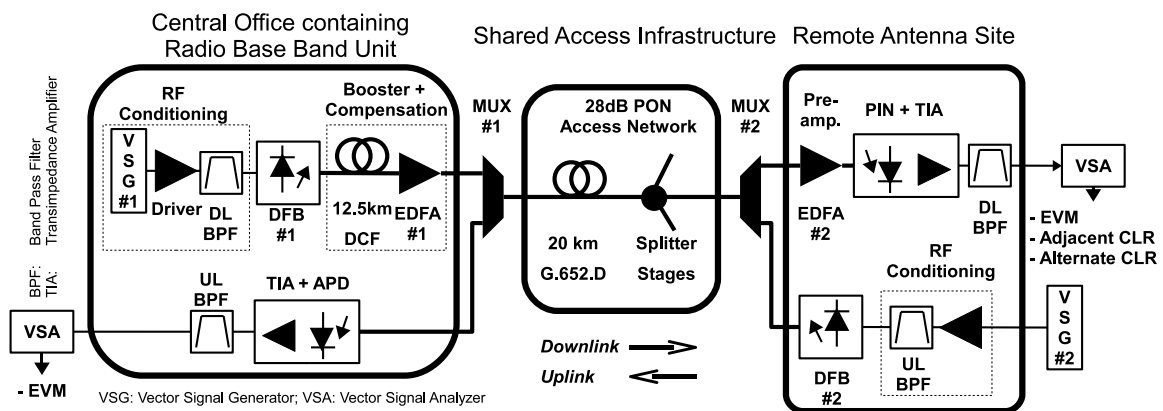 Central Office containing
Radio Base Band Unit
Shared Access Infrastructure
Remote Antenna Site
Band Pass Filter
Transimpedance Amplifier
BPF:
TIA:
RF
Conditioning
V
S
G
#1
Driver
DL
BPF
DFB
#1
Booster +
Compensation
12.5km
DCF
EDFA
#1
MUX
#1
28dB PON
Access Network
20 km
G.652.D
Splitter
Stages
MUX
#2
Pre-
amp.
EDFA
#2
PIN + TIA
DL
BPF
VSA
- EVM
- Adjacent CLR
- Alternate CLR
VSA
- EVM
UL
BPF
TIA + APD
Downlink
Uplink
DFB
#2
RF
Conditioning
UL
BPF
V
S
G
#2
VSG: Vector Signal Generator; VSA: Vector Signal Analyzer